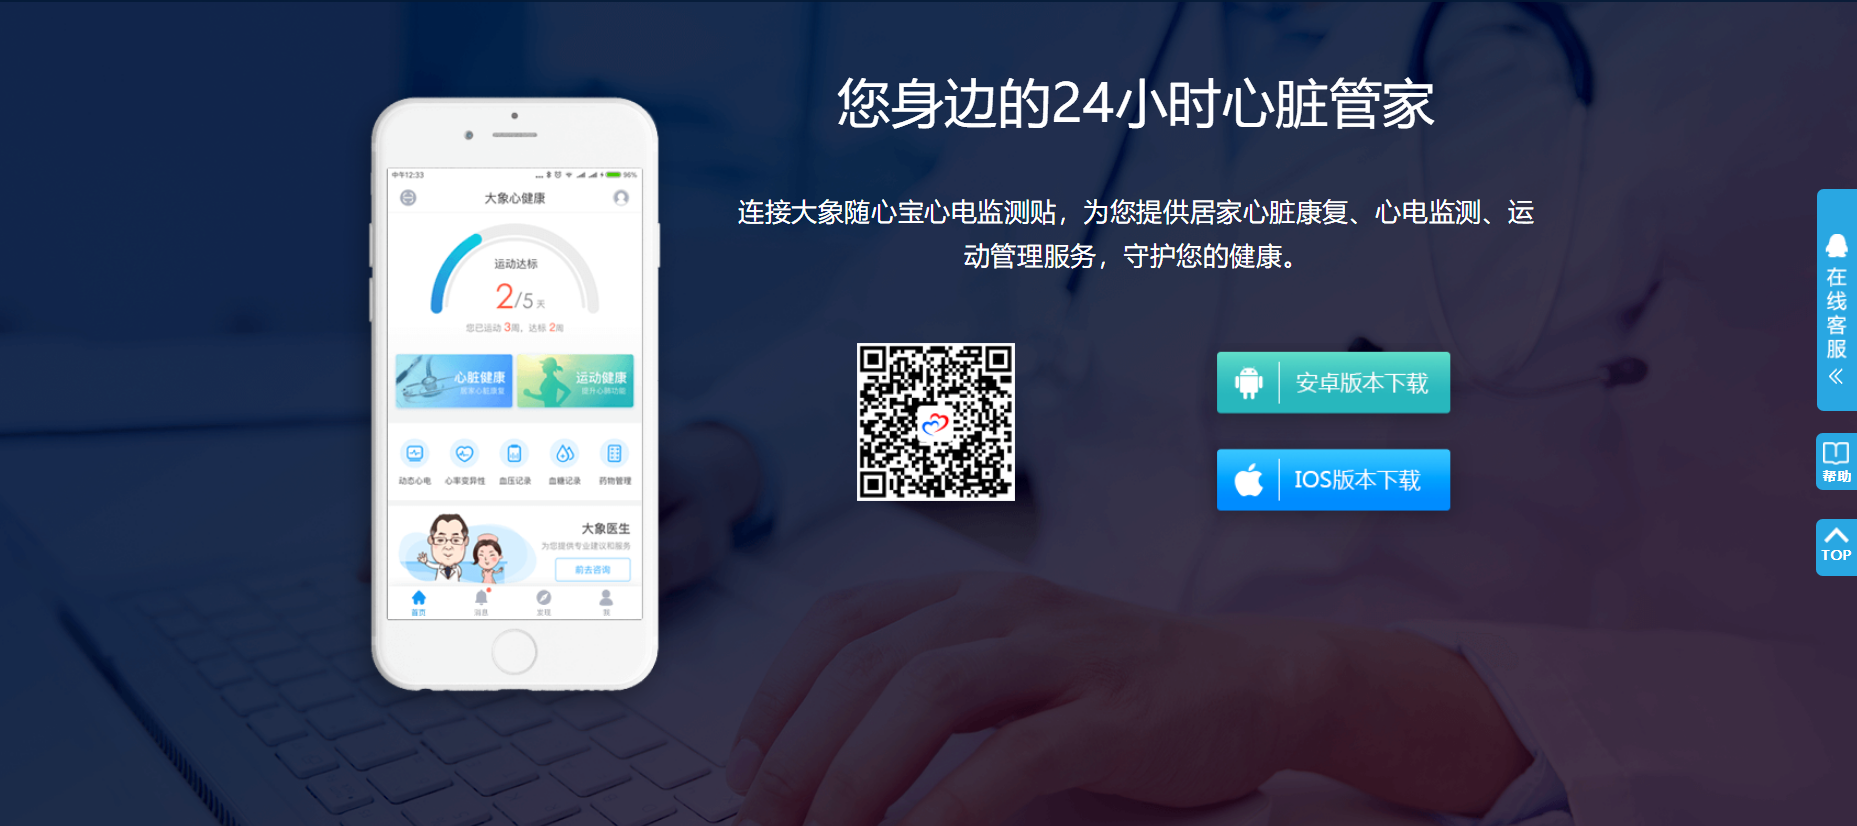 您身边的24小时心脏管家
连接大象随心宝心电监测贴，为您提供居家心脏康复、心电监测、运
动管理服务，守护您的健康。
安卓版本下载
IOS版本下载
中午12:33
96%
大象心健康
运动达标
2/5 天
您已运动 3周，达标 2周
心脏健康
居家心脏康复
运动健康
提升心肺功能
动态心电
心率变异性
血压记录
血糖记录
药物管理
大象医生
为您提供专业建议和服务
前去咨询
首页
消息
发现
我
在线客服
帮助
TOP